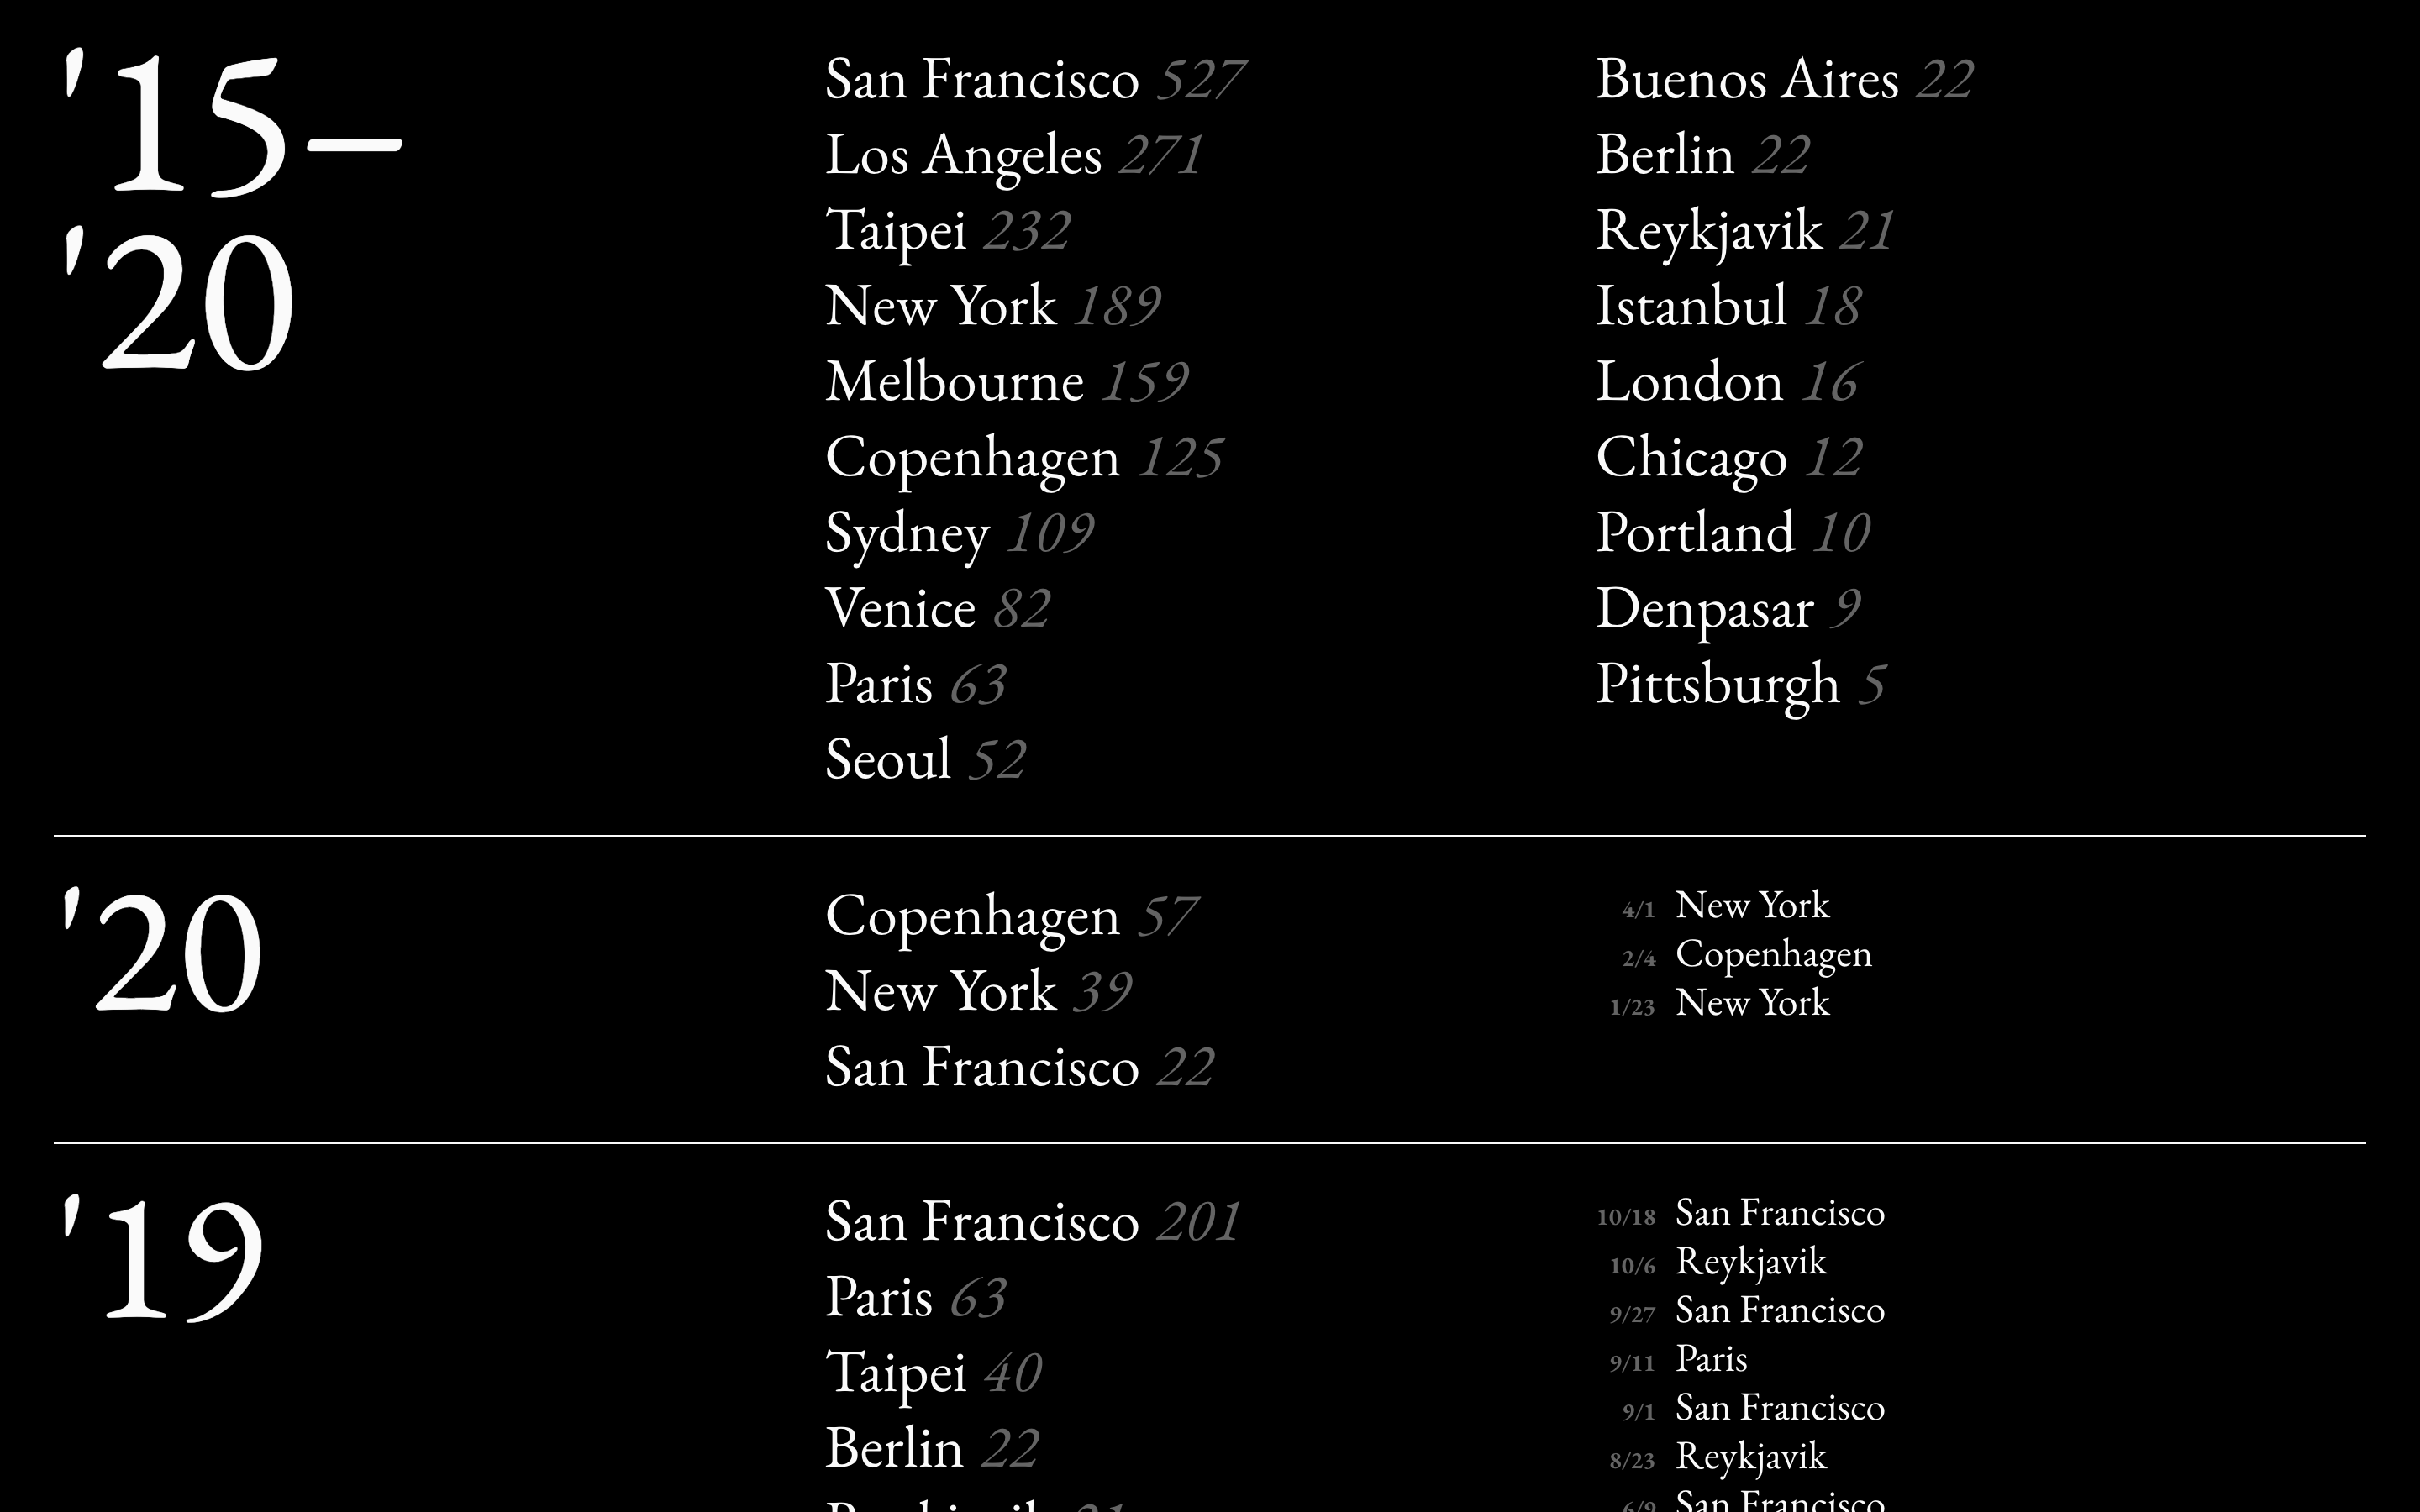 '15–
'20
San Francisco 527
Los Angeles 271
Taipei 232
New York 189
Melbourne 159
Copenhagen 125
Sydney 109
Venice 82
Paris 63
Seoul 52
Buenos Aires 22
Berlin 22
Reykjavik 21
Istanbul 18
London 16
Chicago 12
Portland 10
Denpasar 9
Pittsburgh 5
'20
Copenhagen 57
New York 39
San Francisco 22
4/1 New York
2/4 Copenhagen
1/23 New York
'19
San Francisco 201
Paris 63
Taipei 40
Berlin 22
Reykjavik 21
10/18 San Francisco
10/6 Reykjavik
9/27 San Francisco
9/11 Paris
9/1 San Francisco
8/23 Reykjavik
San Francisco